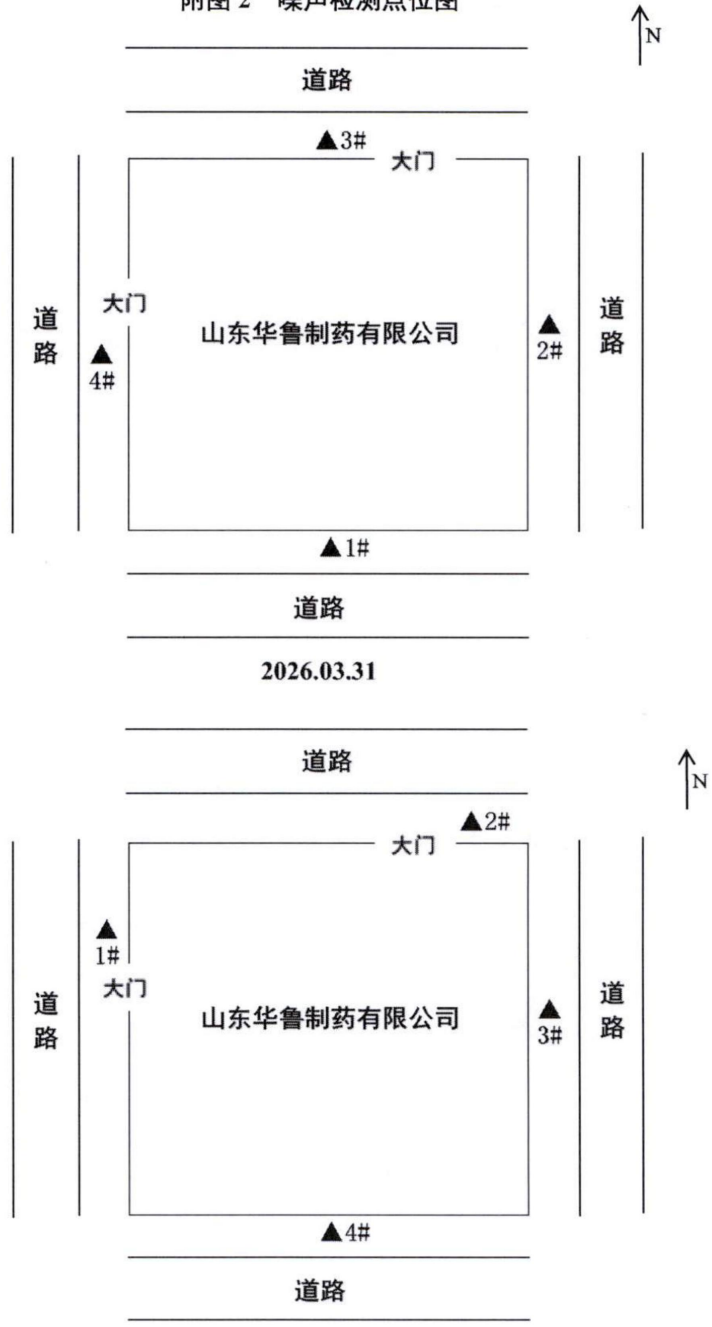 附图 2 噪声检测点位图
N
道路
▲3#
大门
大门
道路
山东华鲁制药有限公司
▲
2#
道路
▲
4#
▲1#
道路
2026.03.31
道路
N
▲2#
大门
▲
1#
大门
道路
山东华鲁制药有限公司
▲
3#
道路
▲4#
道路